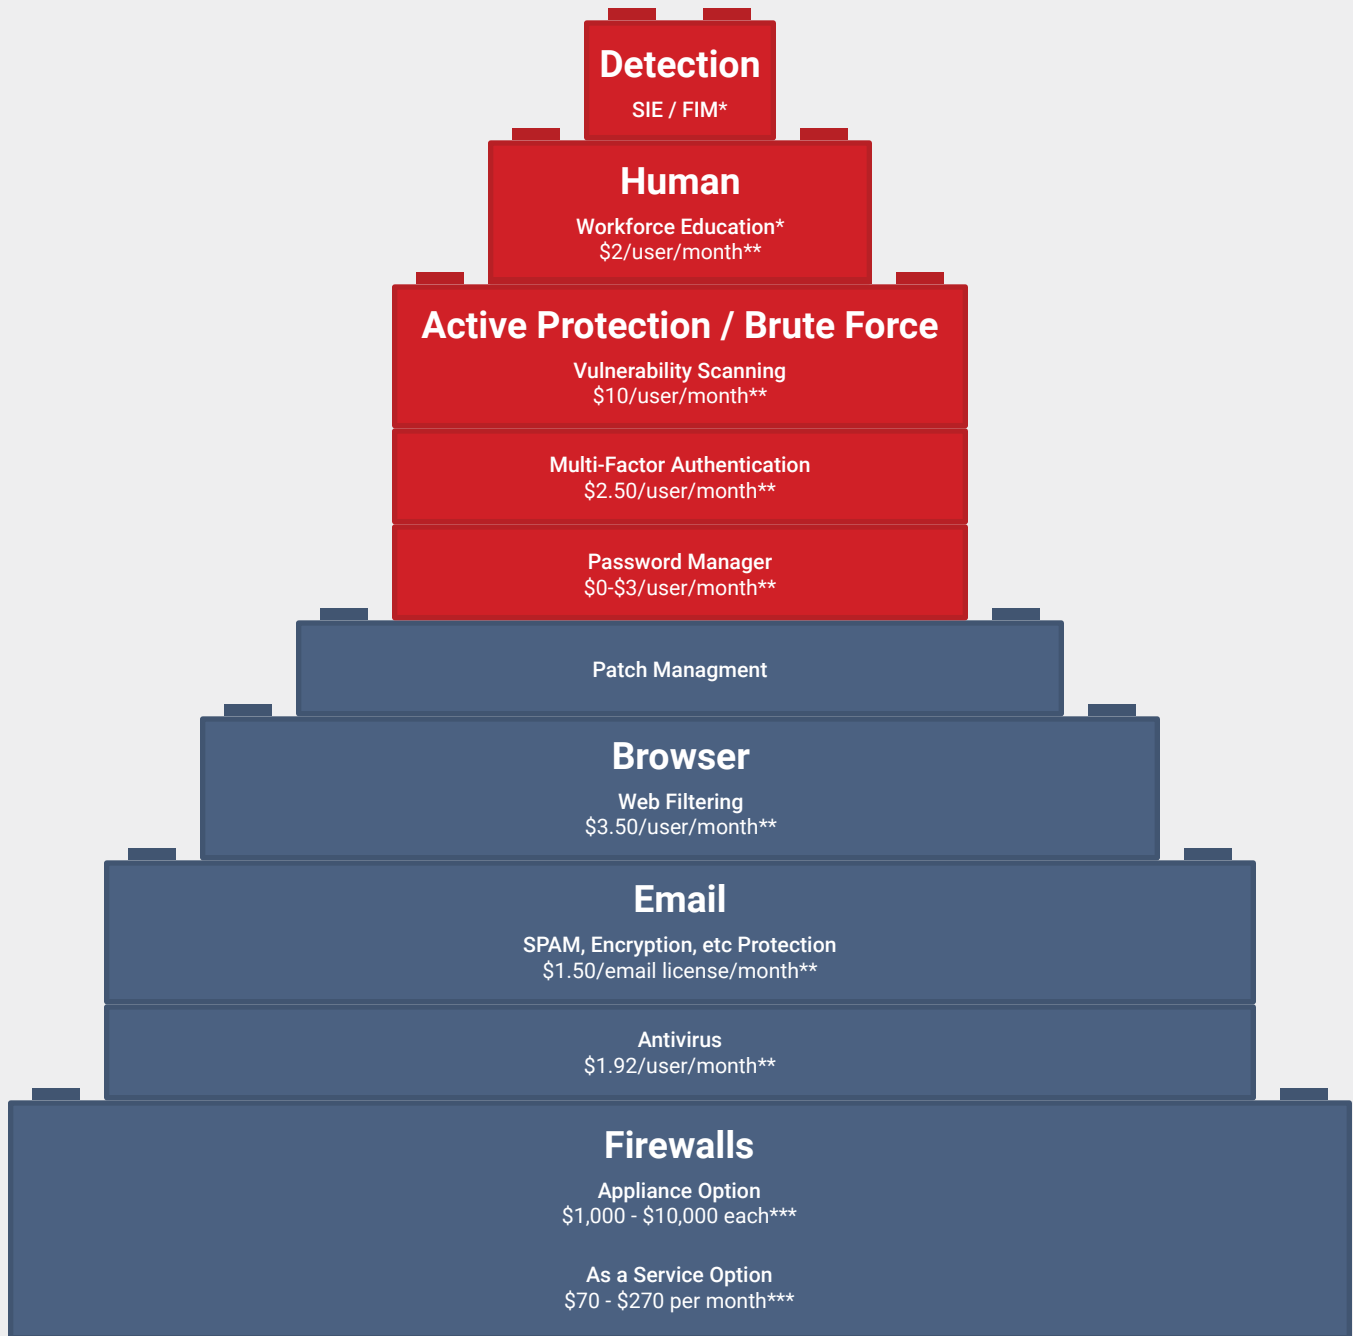 Detection
SIE / FIM*
Human
Workforce Education*
$2/user/month**
Active Protection / Brute Force
Vulnerability Scanning
$10/user/month**
Multi-Factor Authentication
$2.50/user/month**
Password Manager
$0-$3/user/month**
Patch Managment
Browser
Web Filtering
$3.50/user/month**
Email
SPAM, Encryption, etc Protection
$1.50/email license/month**
Antivirus
$1.92/user/month**
Firewalls
Appliance Option
$1,000 - $10,000 each***
As a Service Option
$70 - $270 per month***